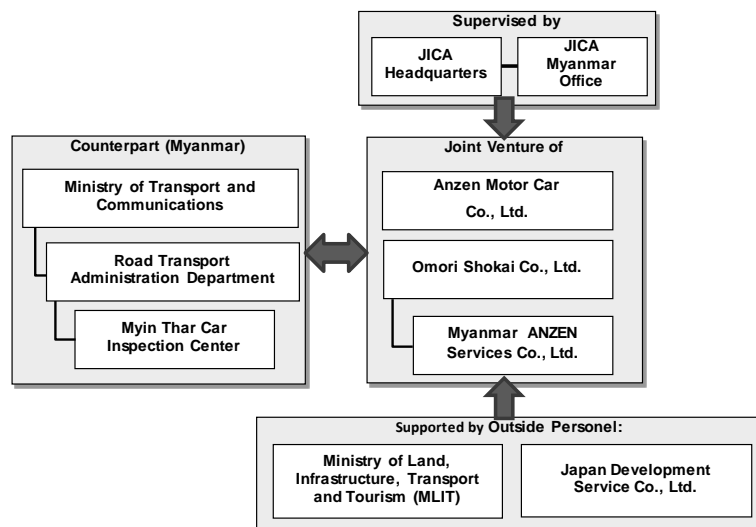 Supervised by
JICA
Headquarters
JICA
Myanmar
Office
Counterpart (Myanmar)
Ministry of Transport and
Communications
Road Transport
Administration Department
Myin Thar Car
Inspection Center
Joint Venture of
Anzen Motor Car
Co., Ltd.
Omori Shokai Co., Ltd.
Myanmar ANZEN
Services Co., Ltd.
Supported by Outside Personel:
Ministry of Land,
Infrastructure, Transport
and Tourism (MLIT)
Japan Development
Service Co., Ltd.